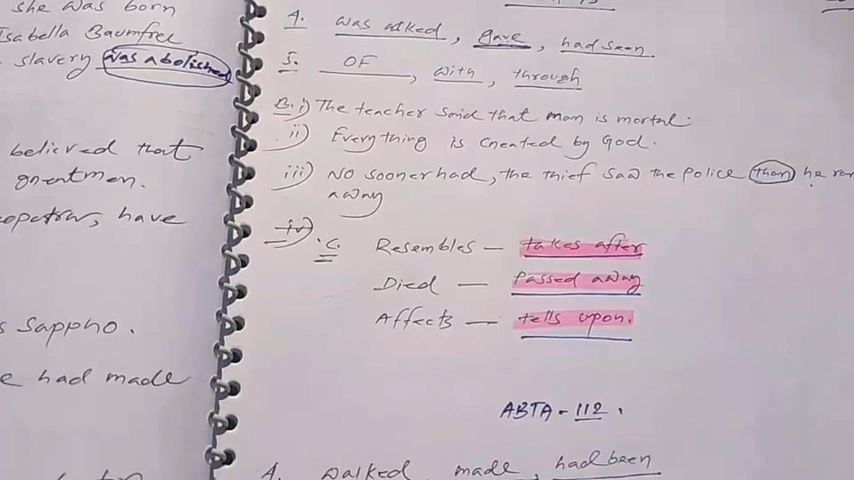 she was born
Isabella Baumfree
slavery was abolished
believed that
greatmen.
have
Sappho.
had made
A. was asked, gave, had seen
5. OF, with, through
B. i) The teacher said that man is mortal.
ii) Everything is created by God.
iii) No sooner had, the thief saw the police than he ran
away
iv)
C. Resembles — takes after
Died — Passed away
Affects — tells upon.
ABTA - 112.
A. walked, made, had been